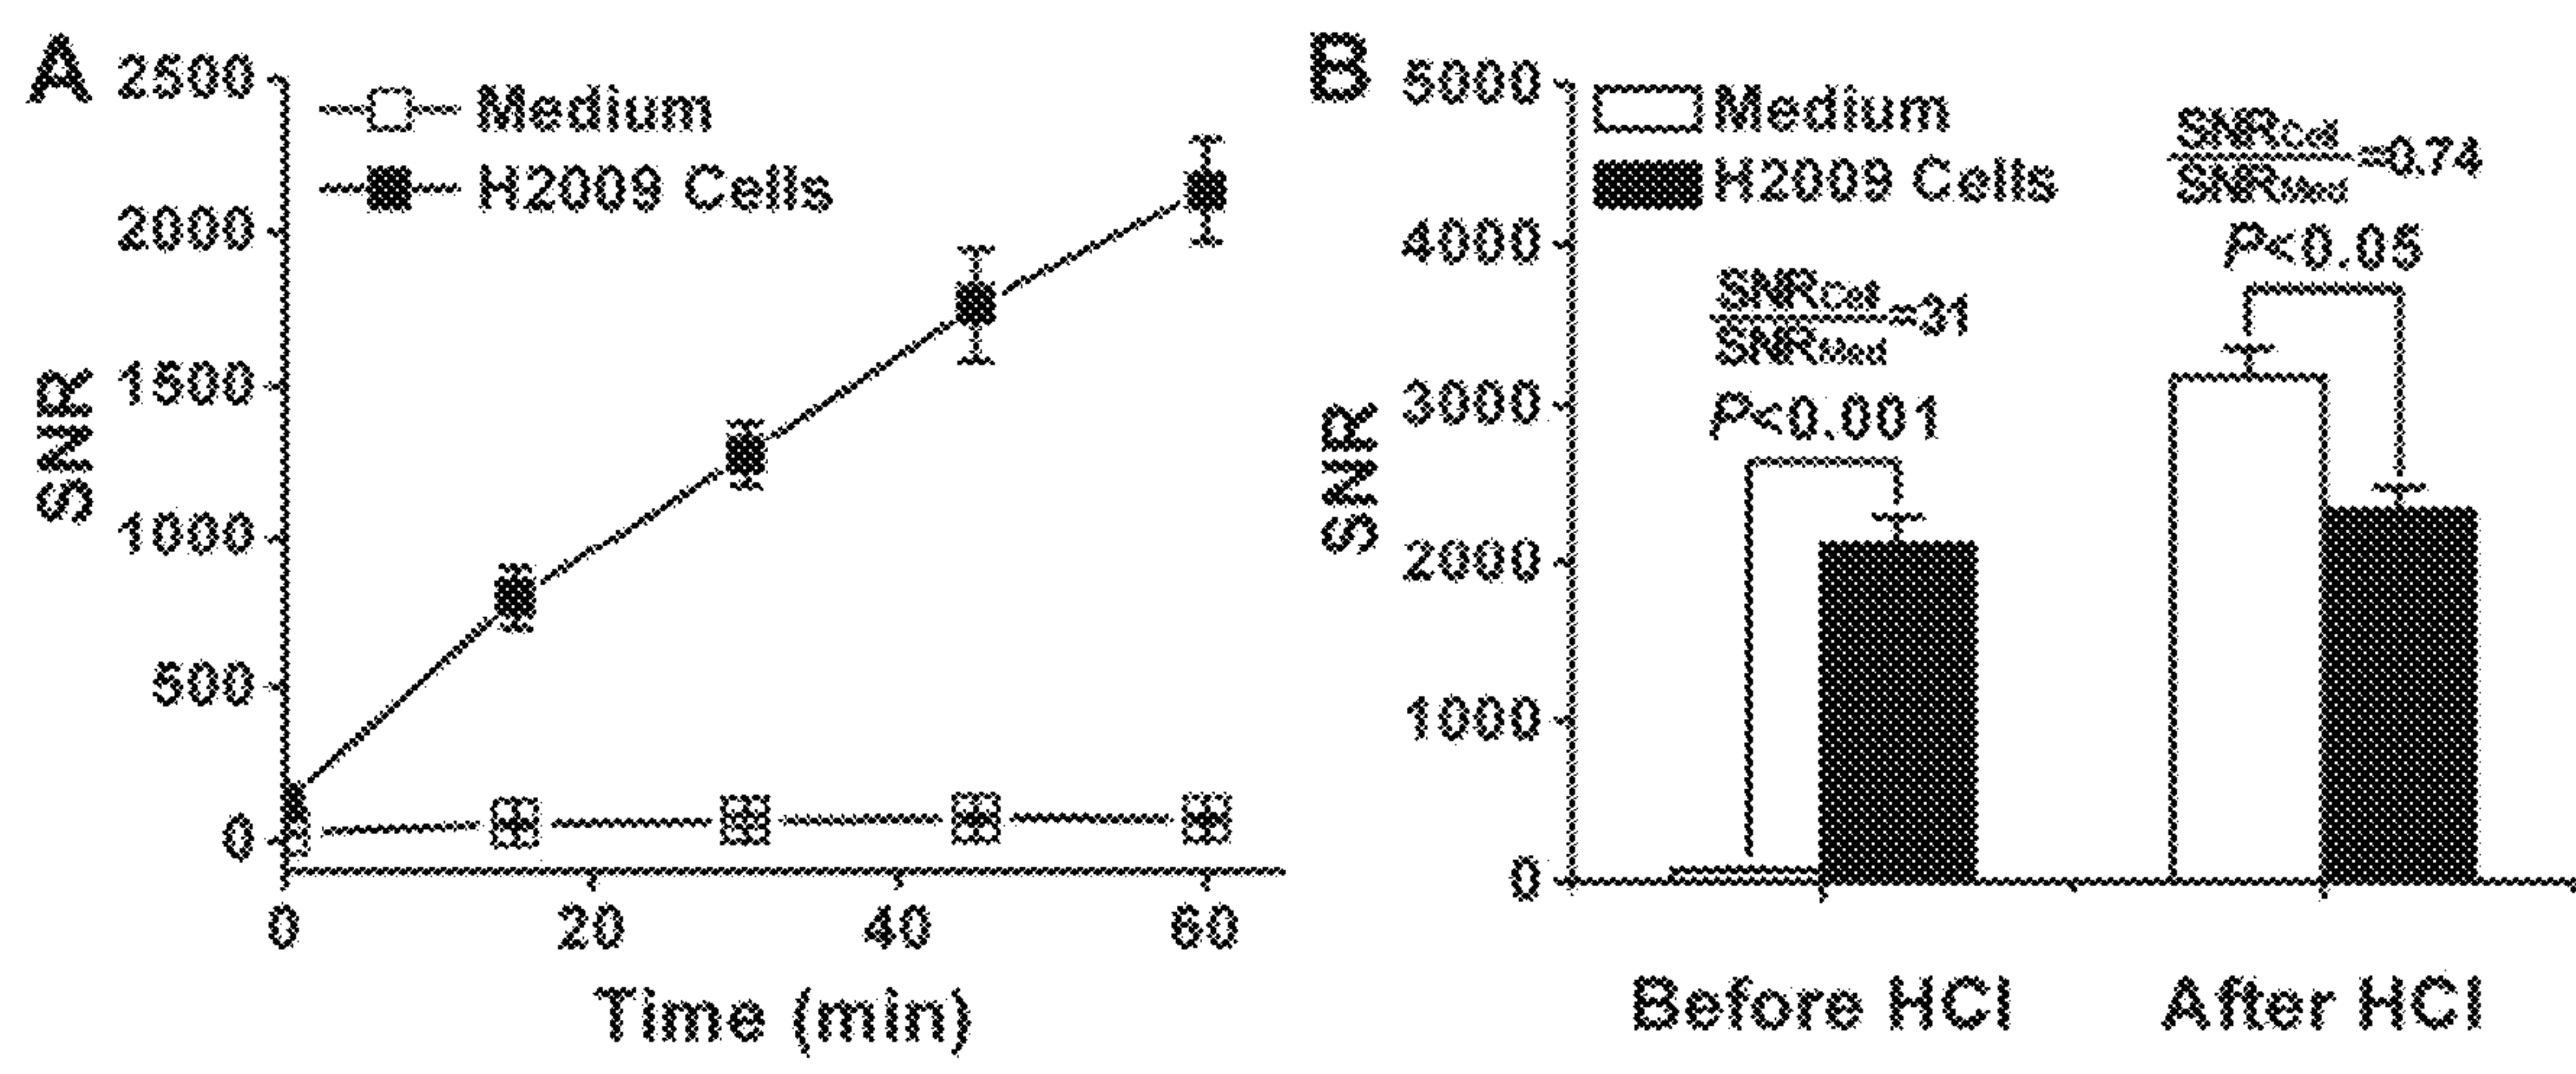 A
2500
2000
1500
1000
500
0
SNR
Medium
H2009 Cells
0 20 40 60
Time (min)
B
5000
4000
3000
2000
1000
0
SNR
Medium
H2009 Cells
SNRCell
SNRMed
=31
P<0.001
SNRCell
SNRMed
=0.74
P<0.05
Before HCl After HCl